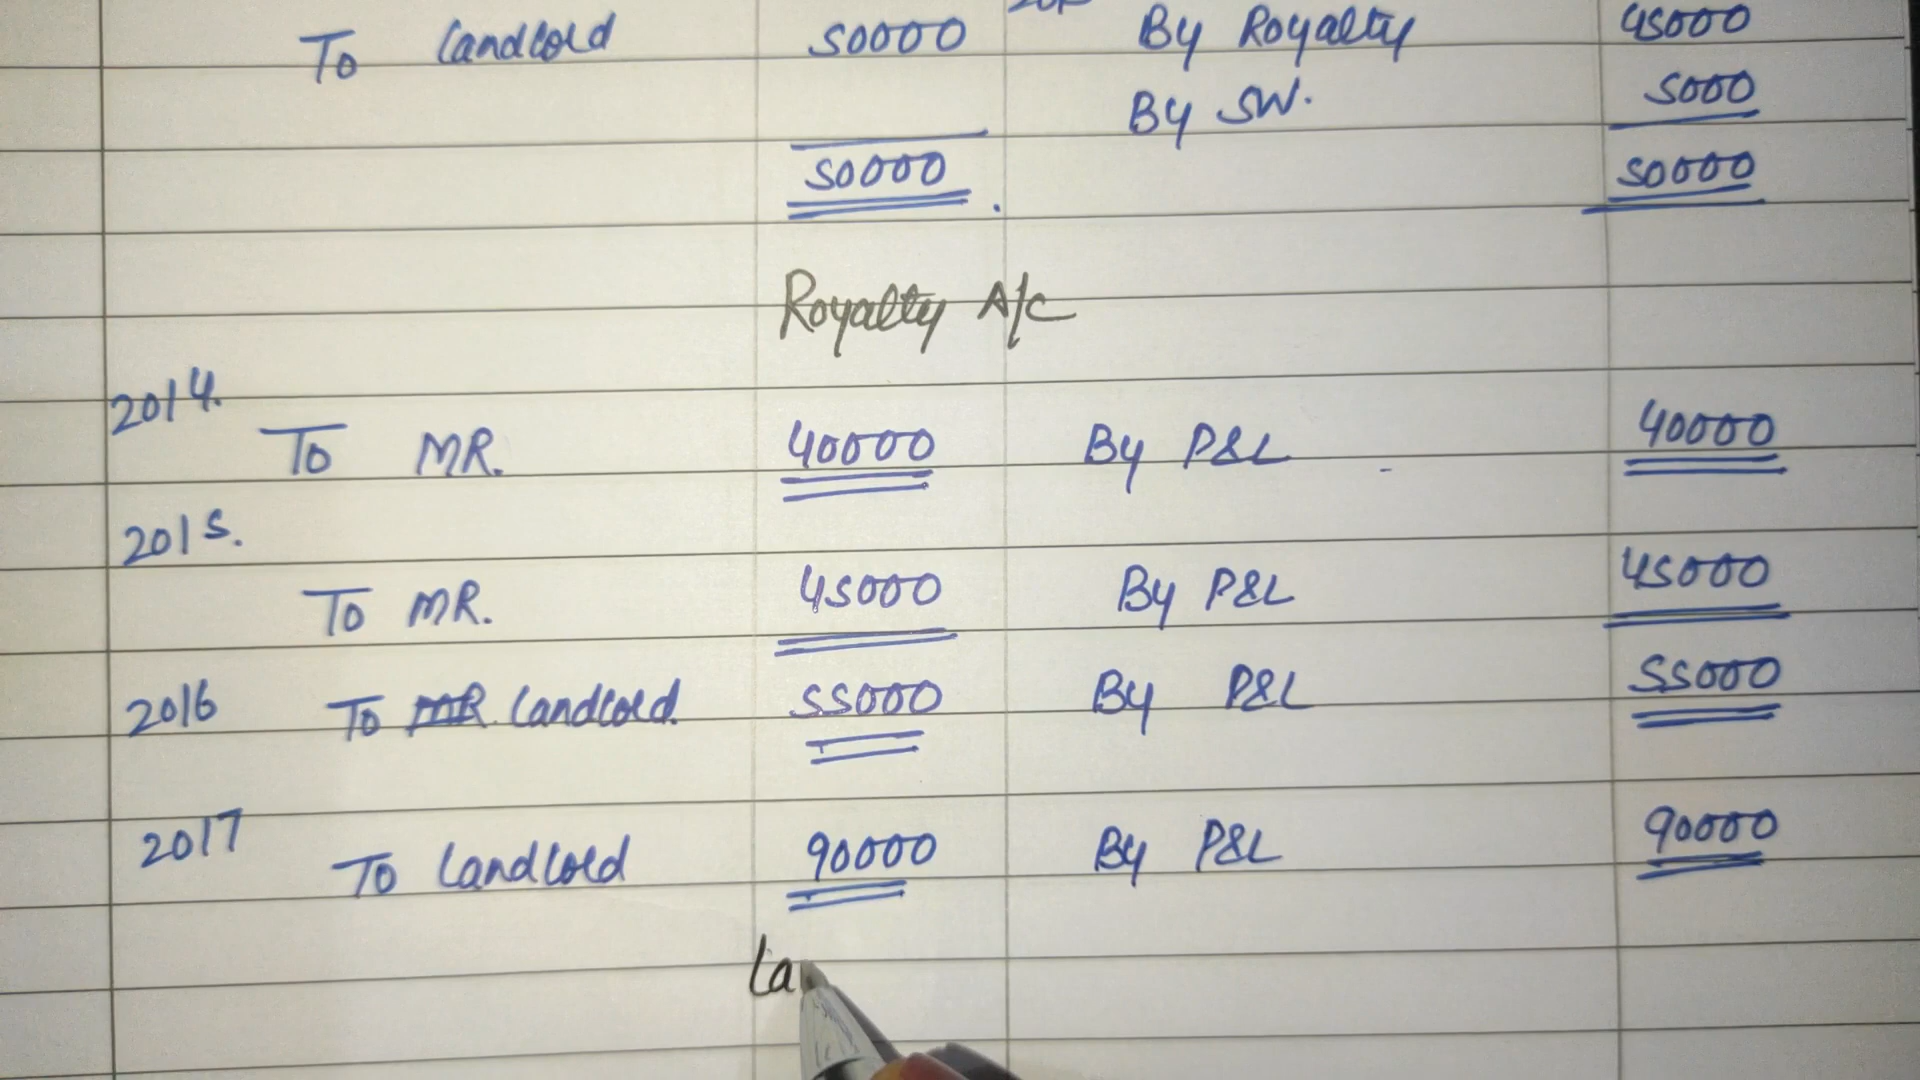 To Landlord 50000 By Royalty 45000
By SW. 5000
50000 50000
Royalty A/c
2014.
To MR. 40000 By P&L 40000
2015.
To MR. 45000 By P&L 45000
2016 To MR Landlord. 55000 By P&L 55000
2017 To Landlord 90000 By P&L 90000
La